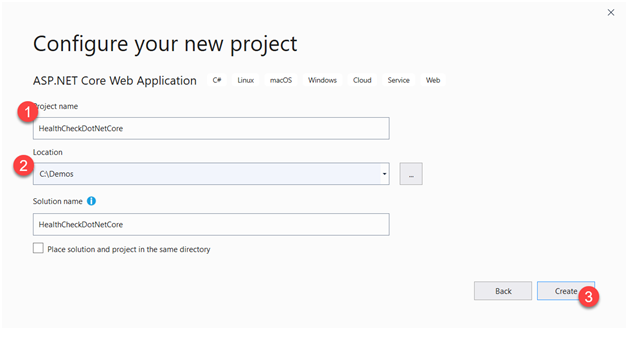 Configure your new project
ASP.NET Core Web Application C# Linux macOS Windows Cloud Service Web
1 Project name
HealthCheckDotNetCore
Location
2 C:\Demos ...
Solution name i
HealthCheckDotNetCore
Place solution and project in the same directory
Back Create 3